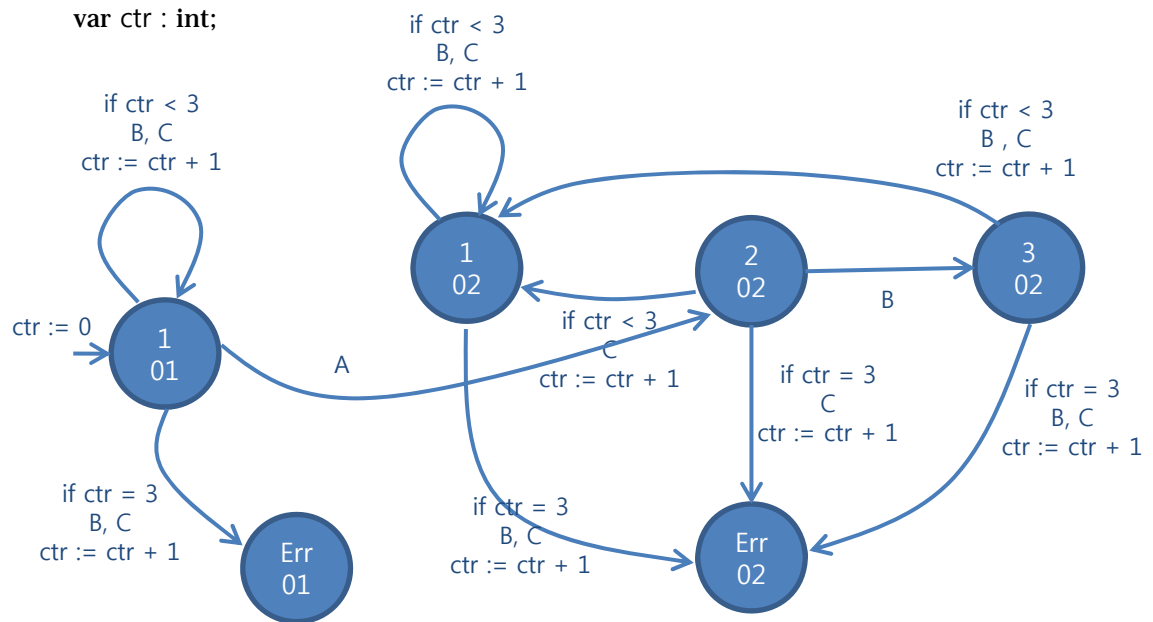 var ctr : int;
if ctr < 3
B, C
ctr := ctr + 1
if ctr < 3
B, C
ctr := ctr + 1
if ctr < 3
B , C
ctr := ctr + 1
1
02
2
02
3
02
B
ctr := 0
1
01
A
if ctr < 3
C
ctr := ctr + 1
if ctr = 3
C
ctr := ctr + 1
if ctr = 3
B, C
ctr := ctr + 1
if ctr = 3
B, C
ctr := ctr + 1
Err
01
if ctr = 3
B, C
ctr := ctr + 1
Err
02